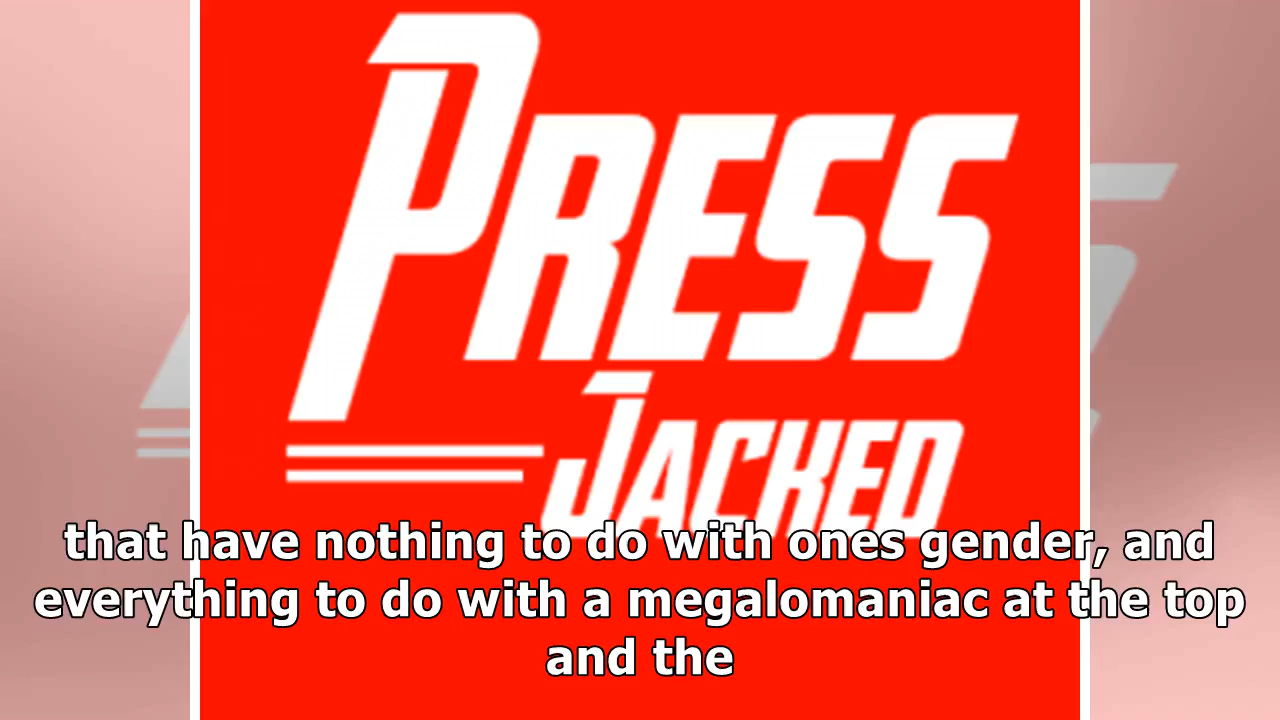 PRESS
JACKED
that have nothing to do with ones gender, and
everything to do with a megalomaniac at the top
and the